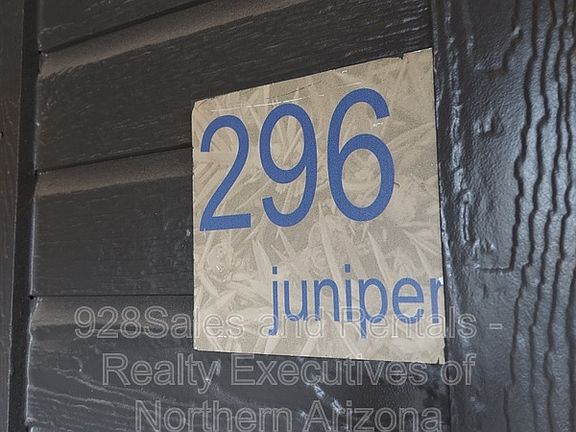 296
juniper
928Sales and Rentals -
Realty Executives of
Northern Arizona